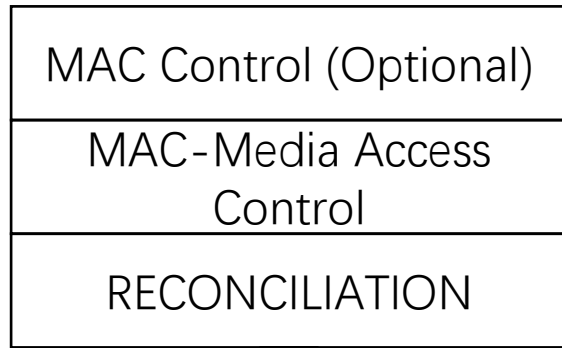 MAC Control (Optional)
MAC-Media Access
Control
RECONCILIATION